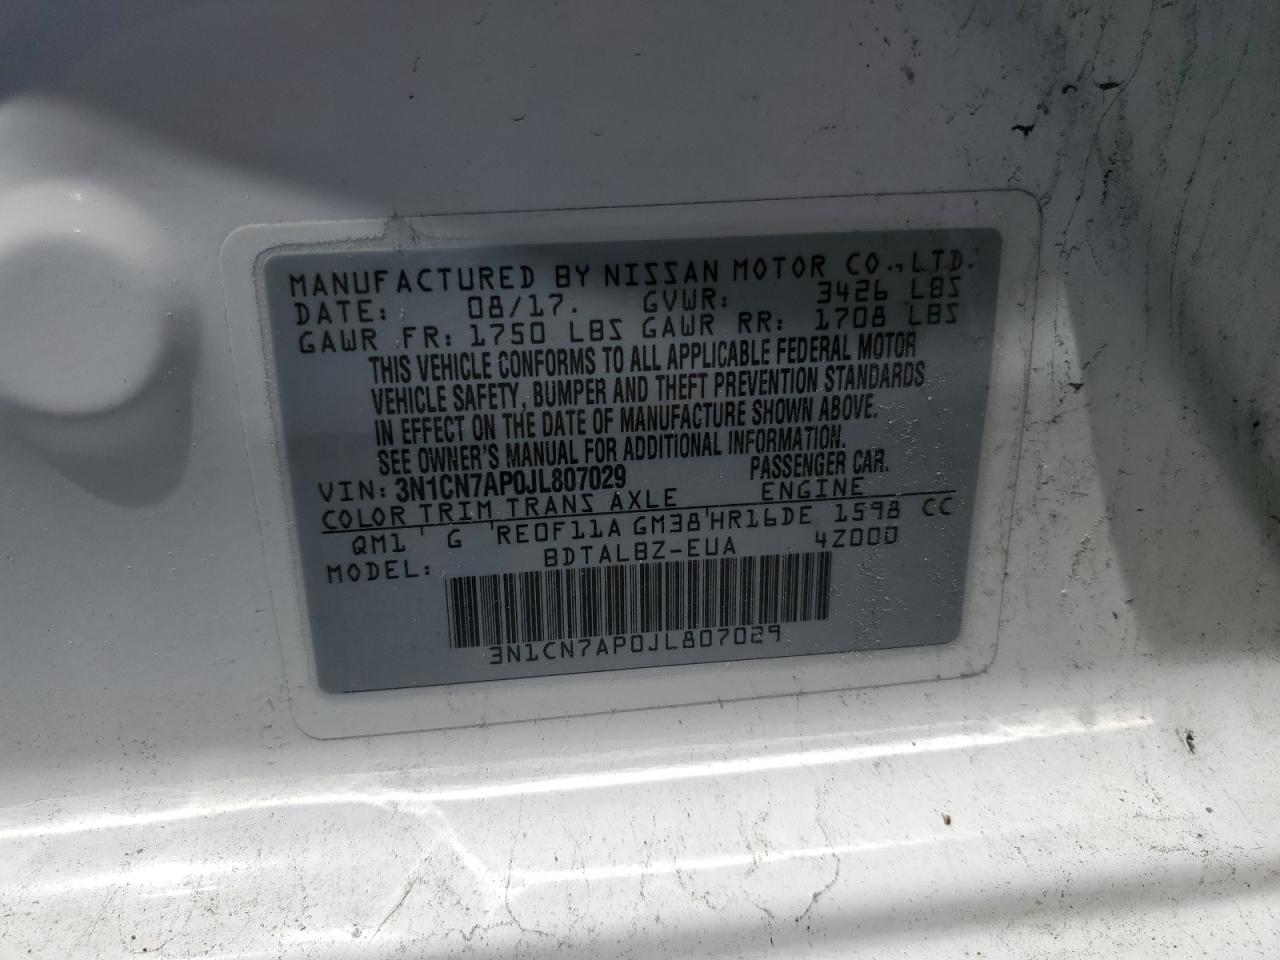 MANUFACTURED BY NISSAN MOTOR CO., LTD.
DATE: 08/17. GVWR: 3426 LBS
GAWR FR: 1750 LBS GAWR RR: 1708 LBS
THIS VEHICLE CONFORMS TO ALL APPLICABLE FEDERAL MOTOR
VEHICLE SAFETY, BUMPER AND THEFT PREVENTION STANDARDS
IN EFFECT ON THE DATE OF MANUFACTURE SHOWN ABOVE.
SEE OWNER'S MANUAL FOR ADDITIONAL INFORMATION.
VIN: 3N1CN7AP0JL807029 PASSENGER CAR.
COLOR TRIM TRANS AXLE ENGINE
QM1 ' G 'RE0F11A GM38'HR16DE 1598 CC
MODEL: BDTALBZ-EUA 4Z000
3N1CN7AP0JL807029